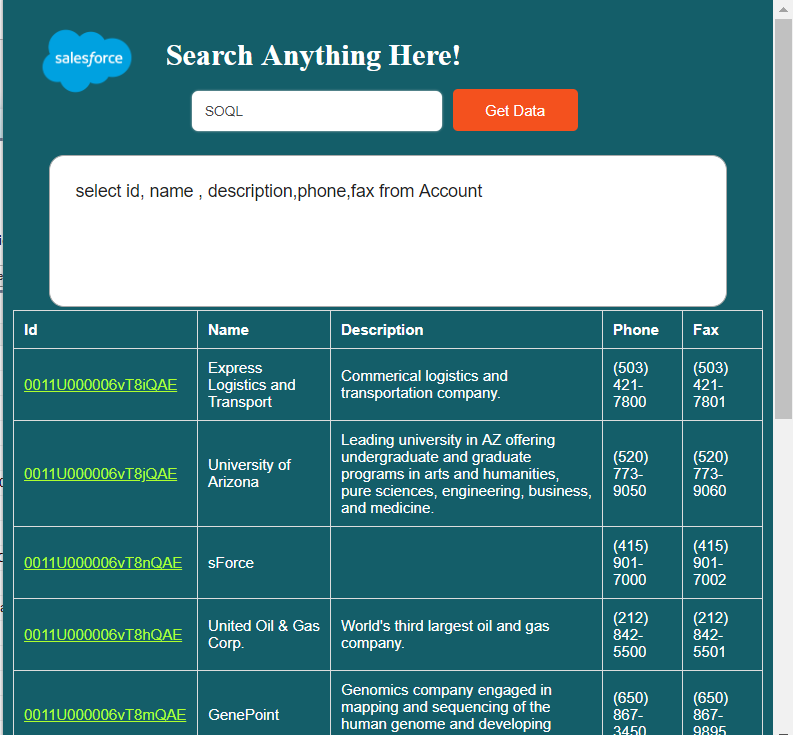 salesforce
Search Anything Here!
SOQL
Get Data
select id, name , description,phone,fax from Account
Id Name Description Phone Fax
0011U000006vT8iQAE
Express
Logistics and
Transport
Commerical logistics and
transportation company.
(503)
421-
7800
(503)
421-
7801
0011U000006vT8jQAE
University of
Arizona
Leading university in AZ offering
undergraduate and graduate
programs in arts and humanities,
pure sciences, engineering, business,
and medicine.
(520)
773-
9050
(520)
773-
9060
0011U000006vT8nQAE
sForce
(415)
901-
7000
(415)
901-
7002
0011U000006vT8hQAE
United Oil & Gas
Corp.
World's third largest oil and gas
company.
(212)
842-
5500
(212)
842-
5501
0011U000006vT8mQAE
GenePoint
Genomics company engaged in
mapping and sequencing of the
human genome and developing
(650)
867-
3450
(650)
867-
9895